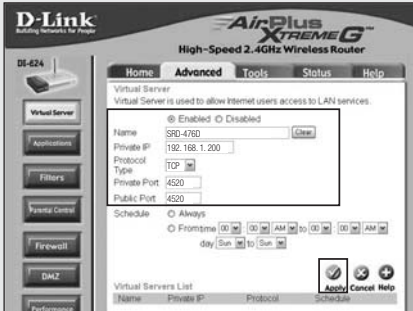 D-Link
Building Networks for People
AirPlus
XTREME G™
High-Speed 2.4GHz Wireless Router
DI-624
Home Advanced Tools Status Help
Virtual Server
Virtual Server is used to allow Internet users access to LAN services.
Enabled Disabled
Name SRD-476D Clear
Private IP 192. 168. 1. 200
Protocol Type TCP
Private Port 4520
Public Port 4520
Schedule Always
From time 00 : 00 AM to 00 : 00 AM
day Sun to Sun
Apply Cancel Help
Virtual Servers List
Name Private IP Protocol Schedule
Virtual Server
Applications
Filters
Parental Control
Firewall
DMZ
Performance